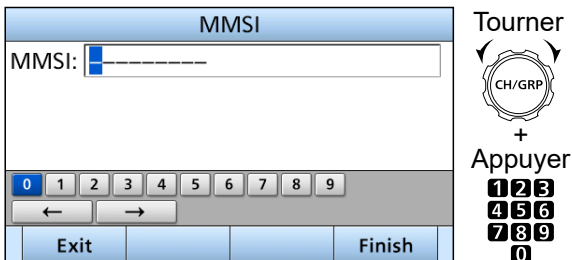 MMSI
Tourner
MMSI: ---------
CH/GRP
+
Appuyer
0 1 2 3 4 5 6 7 8 9
← →
1 2 3
4 5 6
7 8 9
0
Exit Finish